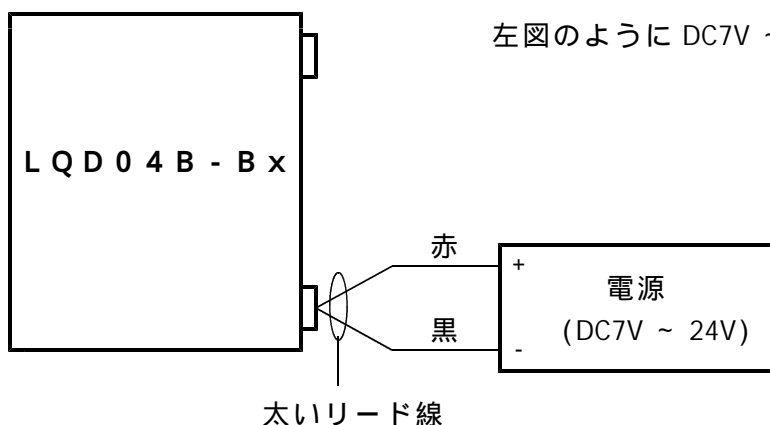 左図のように DC7V ~
LQD04B-Bx
赤
+
電源
(DC7V ~ 24V)
黒
-
太いリード線